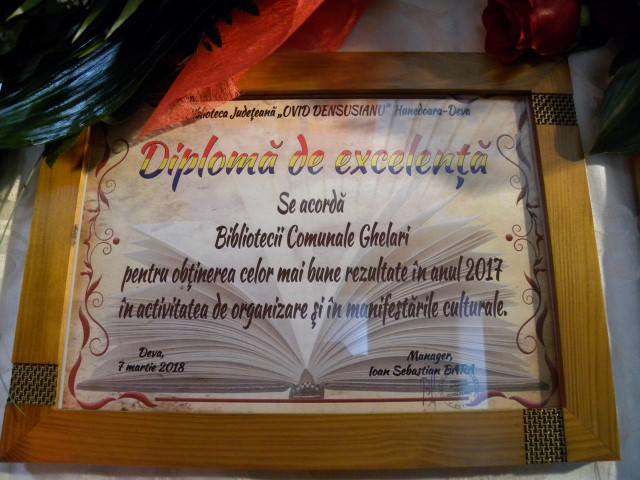 Biblioteca Județeană „OVID DENSUSIANU" Hunedoara-Deva
Diplomă de excelență
Se acordă
Bibliotecii Comunale Ghelari
pentru obținerea celor mai bune rezultate în anul 2017
în activitatea de organizare și în manifestările culturale.
Deva,
7 martie 2018
Manager,
Ioan Sebastian BARA